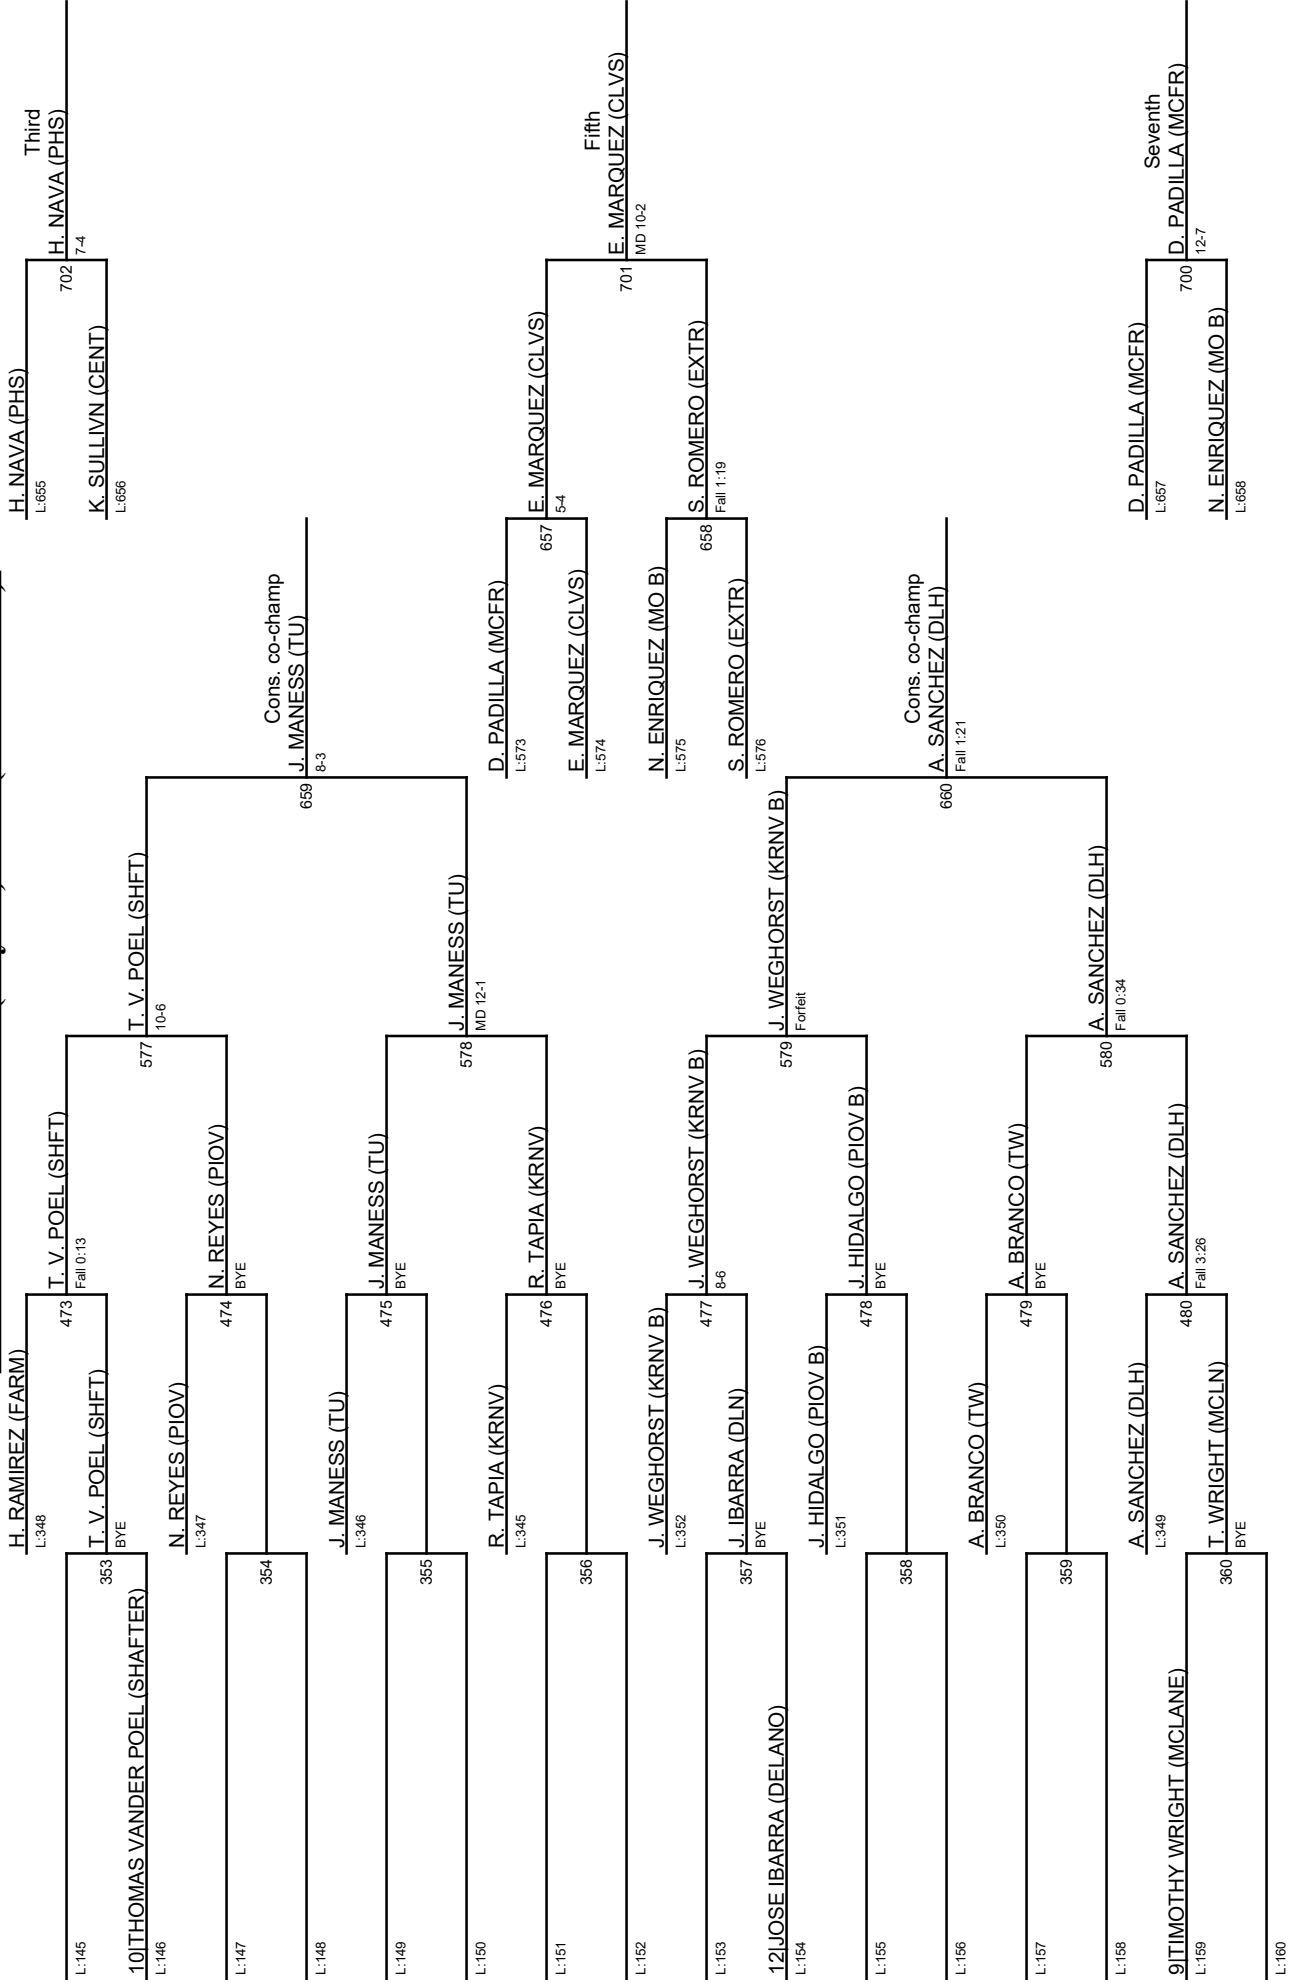 L:145
10|THOMAS VANDER POEL (SHAFTER)
L:146
L:147
L:148
L:149
L:150
L:151
L:152
L:153
12|JOSE IBARRA (DELANO)
L:154
L:155
L:156
L:157
L:158
9|TIMOTHY WRIGHT (MCLANE)
L:159
L:160
353
354
355
356
357
358
359
360
H. RAMIREZ (FARM)
L:348
T. V. POEL (SHFT)
BYE
N. REYES (PIOV)
L:347
J. MANESS (TU)
L:346
R. TAPIA (KRNV)
L:345
J. WEGHORST (KRNV B)
L:352
J. IBARRA (DLN)
BYE
J. HIDALGO (PIOV B)
L:351
A. BRANCO (TW)
L:350
A. SANCHEZ (DLH)
L:349
T. WRIGHT (MCLN)
BYE
473
474
475
476
477
478
479
480
T. V. POEL (SHFT)
Fall 0:13
N. REYES (PIOV)
BYE
J. MANESS (TU)
BYE
R. TAPIA (KRNV)
BYE
J. WEGHORST (KRNV B)
8-6
J. HIDALGO (PIOV B)
BYE
A. BRANCO (TW)
BYE
A. SANCHEZ (DLH)
Fall 3:26
577
578
579
580
T. V. POEL (SHFT)
10-6
J. MANESS (TU)
MD 12-1
J. WEGHORST (KRNV B)
Forfeit
A. SANCHEZ (DLH)
Fall 0:34
659
660
Cons. co-champ
J. MANESS (TU)
8-3
D. PADILLA (MCFR)
L:573
E. MARQUEZ (CLVS)
L:574
N. ENRIQUEZ (MO B)
L:575
S. ROMERO (EXTR)
L:576
Cons. co-champ
A. SANCHEZ (DLH)
Fall 1:21
657
658
H. NAVA (PHS)
L:655
K. SULLIVN (CENT)
L:656
E. MARQUEZ (CLVS)
5-4
S. ROMERO (EXTR)
Fall 1:19
D. PADILLA (MCFR)
L:657
N. ENRIQUEZ (MO B)
L:658
702
701
700
Third
H. NAVA (PHS)
7-4
Fifth
E. MARQUEZ (CLVS)
MD 10-2
Seventh
D. PADILLA (MCFR)
12-7